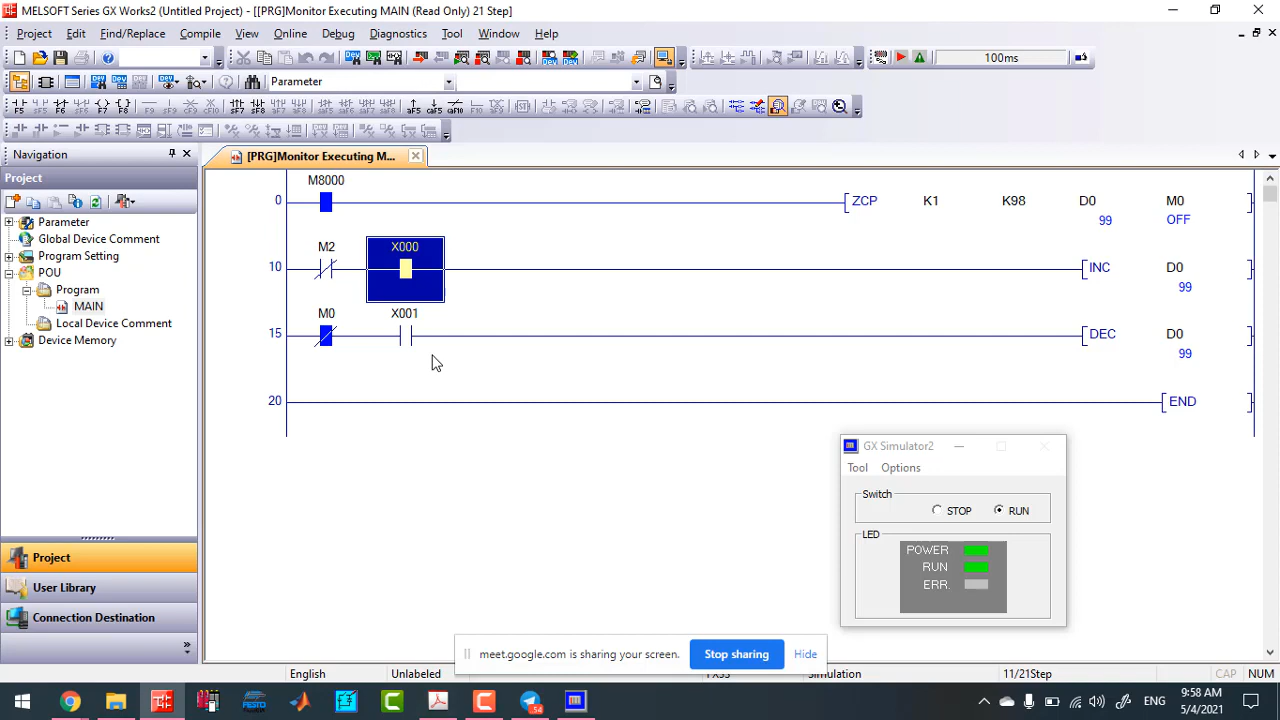 MELSOFT Series GX Works2 (Untitled Project) - [[PRG]Monitor Executing MAIN (Read Only) 21 Step]
Project Edit Find/Replace Compile View Online Debug Diagnostics Tool Window Help
100ms
Parameter
Navigation
[PRG]Monitor Executing M...
Project
Parameter
Global Device Comment
Program Setting
POU
Program
MAIN
Local Device Comment
Device Memory
M8000
0 ZCP K1 K98 D0 M0
99 OFF
M2 X000
10 INC D0
99
M0 X001
15 DEC D0
99
20 END
GX Simulator2
Tool Options
Switch
STOP RUN
LED
POWER
RUN
ERR.
Project
User Library
Connection Destination
meet.google.com is sharing your screen. Stop sharing Hide
English Unlabeled Simulation 11/21Step CAP NUM
54
ENG 9:58 AM
5/4/2021